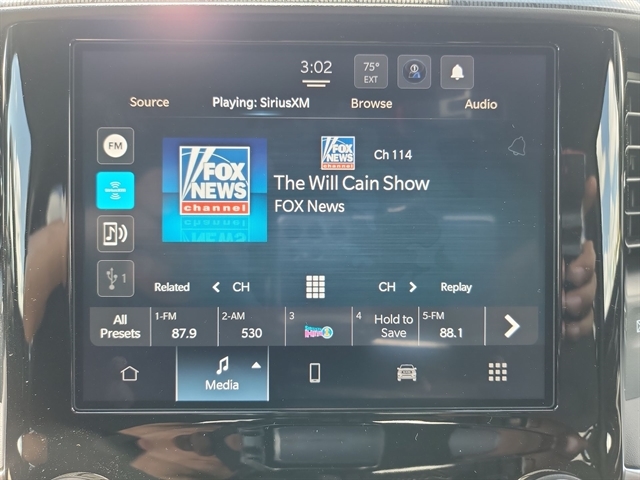 3:02
75°
EXT
Source
Playing: SiriusXM
Browse
Audio
FM
FOX
NEWS
channel
FOX
NEWS
channel
Ch 114
The Will Cain Show
FOX News
1
Related
CH
CH
Replay
All
Presets
1-FM
87.9
2-AM
530
3
4
Hold to
Save
5-FM
88.1
Media